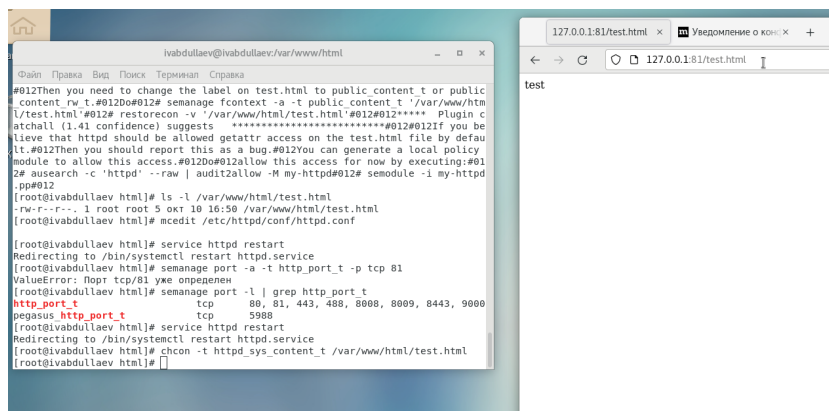 ivabdullaev@ivabdullaev:/var/www/html
Файл Правка Вид Поиск Терминал Справка
#012Then you need to change the label on test.html to public_content_t or public
_content_rw_t.#012Do#012# semanage fcontext -a -t public_content_t '/var/www/htm
l/test.html'#012# restorecon -v '/var/www/html/test.html'#012#012***** Plugin c
atchall (1.41 confidence) suggests **************************#012#012If you be
lieve that httpd should be allowed getattr access on the test.html file by defau
lt.#012Then you should report this as a bug.#012You can generate a local policy
module to allow this access.#012Do#012allow this access for now by executing:#01
2# ausearch -c 'httpd' --raw | audit2allow -M my-httpd#012# semodule -i my-httpd
.pp#012
[root@ivabdullaev html]# ls -l /var/www/html/test.html
-rw-r--r--. 1 root root 5 окт 10 16:50 /var/www/html/test.html
[root@ivabdullaev html]# mcedit /etc/httpd/conf/httpd.conf
[root@ivabdullaev html]# service httpd restart
Redirecting to /bin/systemctl restart httpd.service
[root@ivabdullaev html]# semanage port -a -t http_port_t -p tcp 81
ValueError: Порт tcp/81 уже определен
[root@ivabdullaev html]# semanage port -l | grep http_port_t
http_port_t tcp 80, 81, 443, 488, 8008, 8009, 8443, 9000
pegasus_http_port_t tcp 5988
[root@ivabdullaev html]# service httpd restart
Redirecting to /bin/systemctl restart httpd.service
[root@ivabdullaev html]# chcon -t httpd_sys_content_t /var/www/html/test.html
[root@ivabdullaev html]#
127.0.0.1:81/test.html
Уведомление о кон
127.0.0.1:81/test.html
test